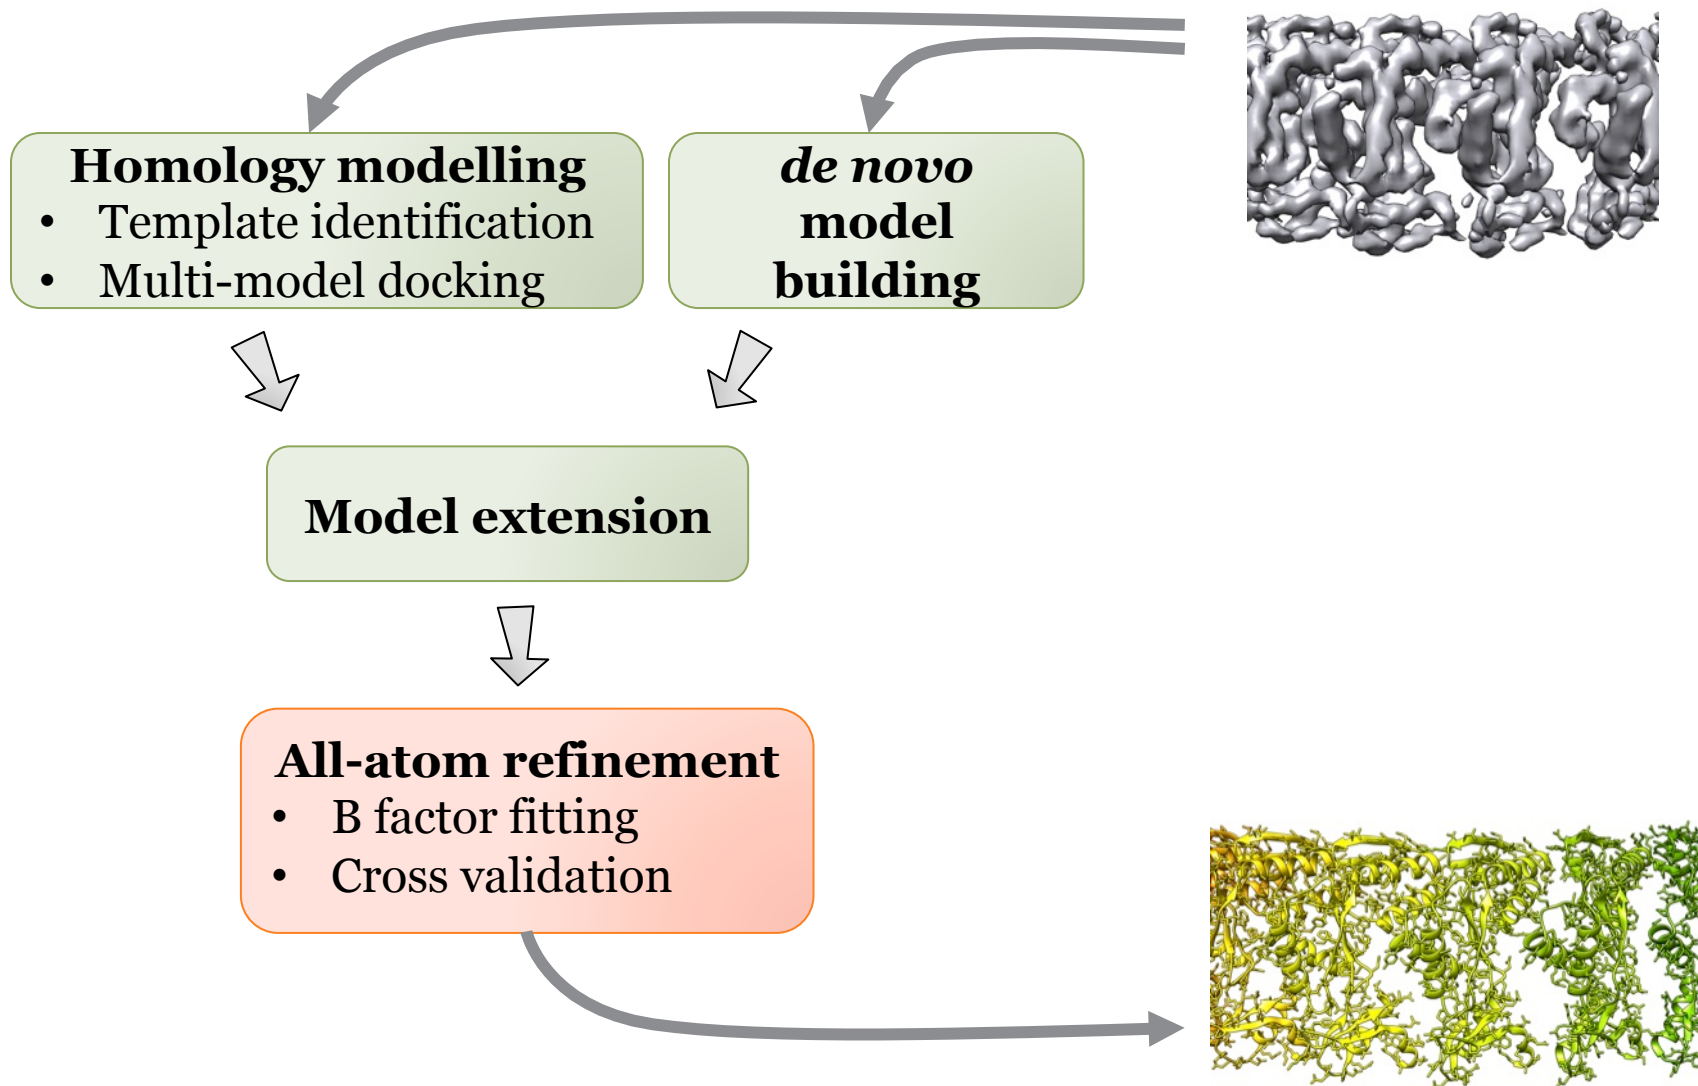 Homology modelling
• Template identification
• Multi-model docking
de novo
model
building
Model extension
All-atom refinement
• B factor fitting
• Cross validation